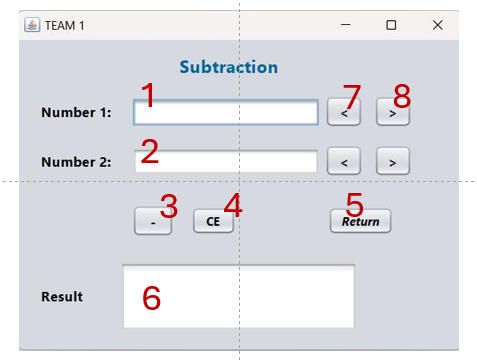 TEAM 1
Subtraction
1 7 8
Number 1: < >
2
Number 2: < >
3 4 5
- CE Return
Result 6